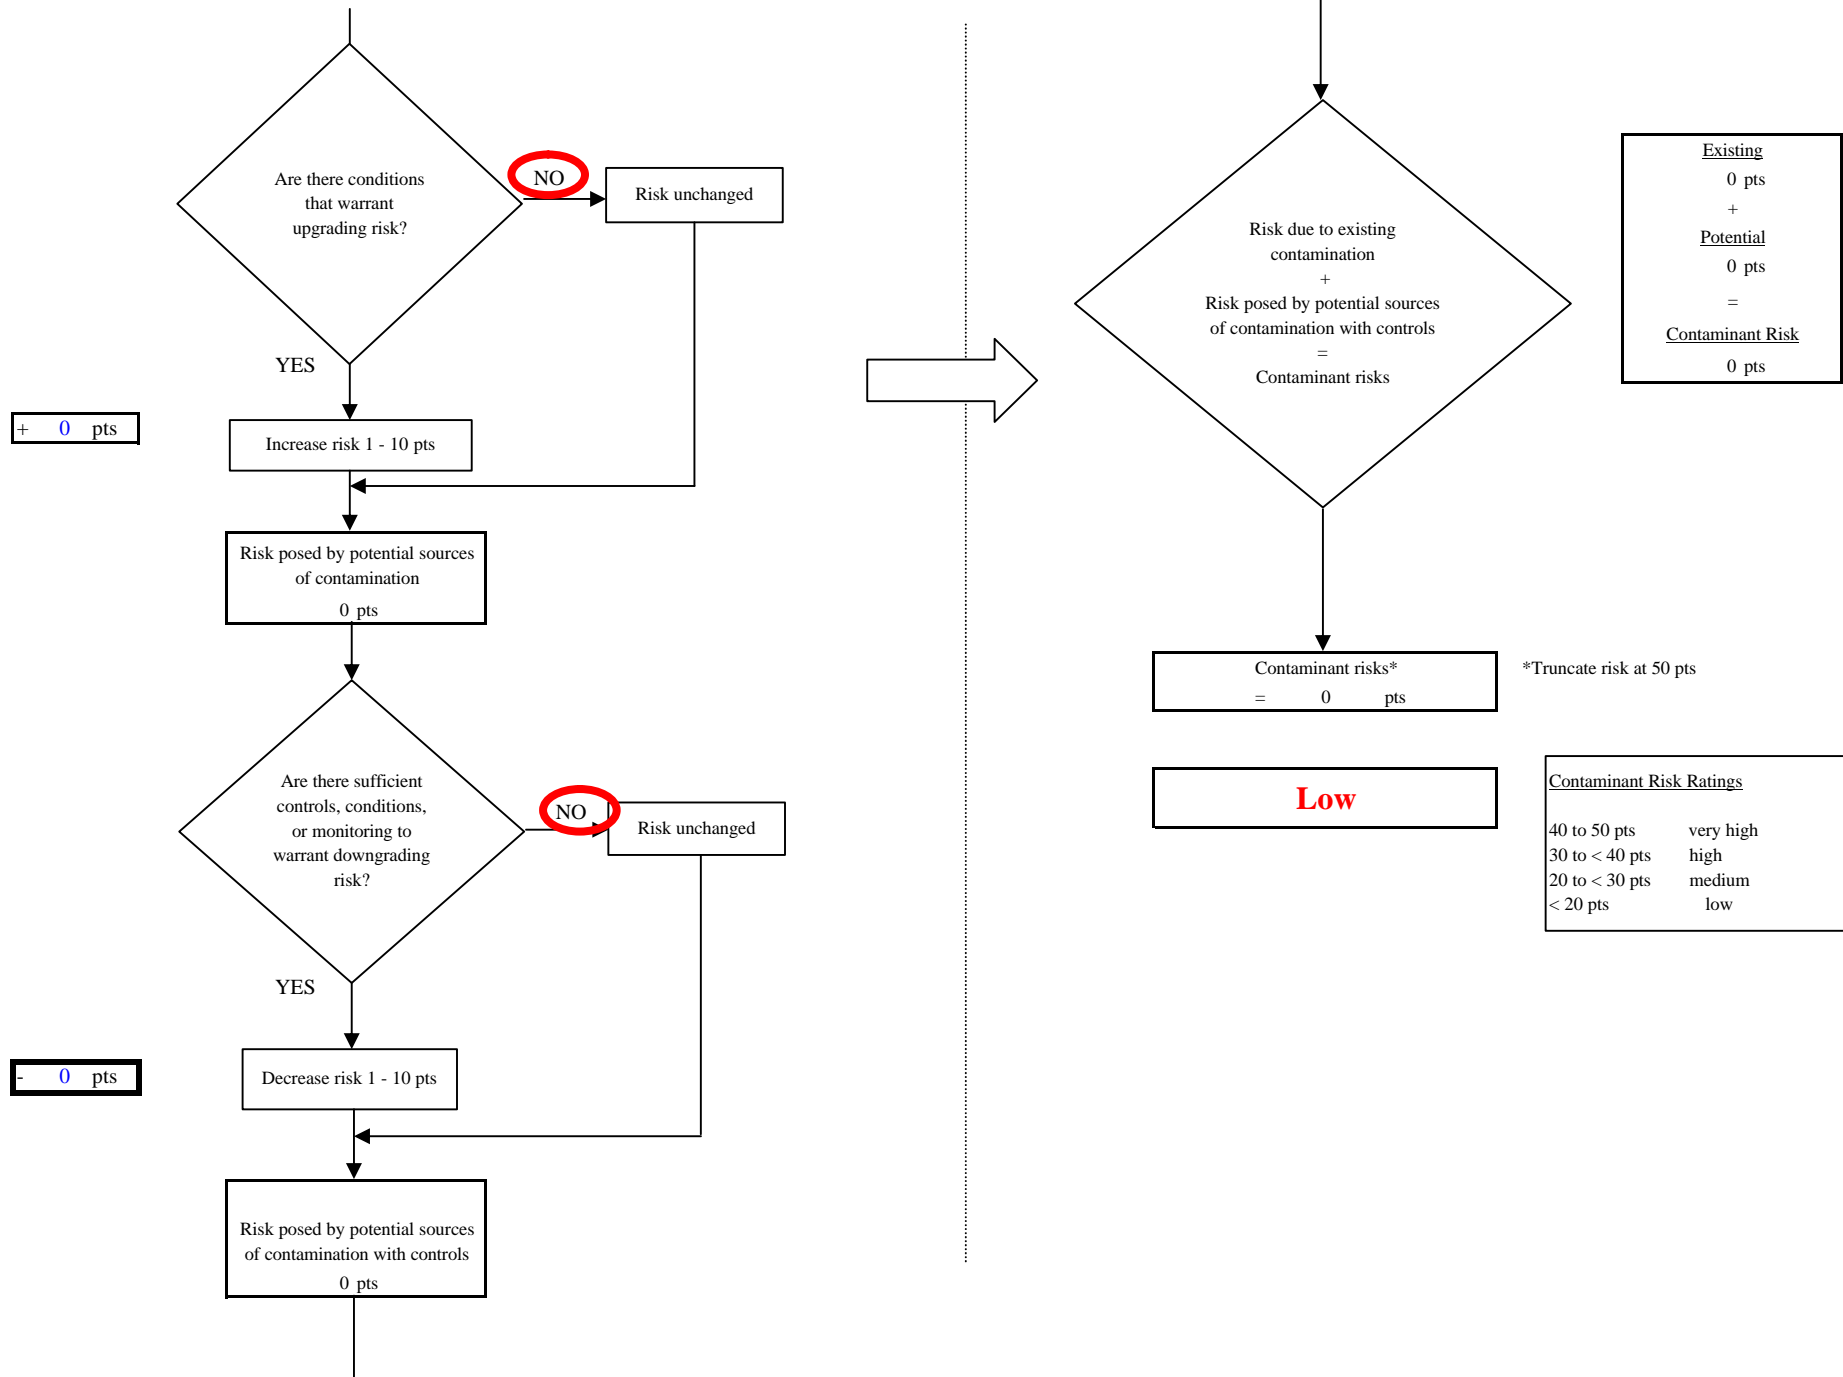 Are there conditions
that warrant
upgrading risk?
NO
Risk unchanged
YES
+ 0 pts
Increase risk 1 - 10 pts
Risk posed by potential sources
of contamination
0 pts
Are there sufficient
controls, conditions,
or monitoring to
warrant downgrading
risk?
NO
Risk unchanged
YES
- 0 pts
Decrease risk 1 - 10 pts
Risk posed by potential sources
of contamination with controls
0 pts
Risk due to existing
contamination
+
Risk posed by potential sources
of contamination with controls
=
Contaminant risks
Existing
0 pts
+
Potential
0 pts
=
Contaminant Risk
0 pts
Contaminant risks*
= 0 pts
*Truncate risk at 50 pts
Low
Contaminant Risk Ratings
40 to 50 pts very high
30 to < 40 pts high
20 to < 30 pts medium
< 20 pts low